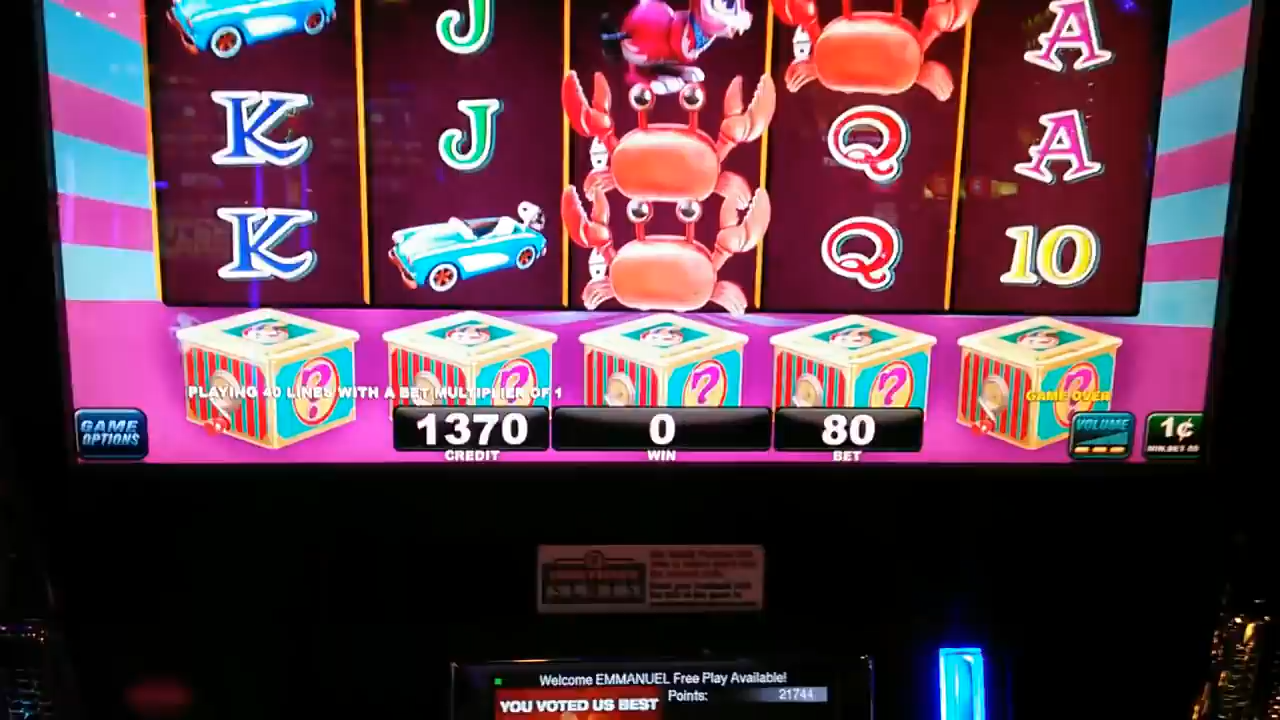 J
A
K
J
Q
A
K
Q
10
? ? ? ? ?
PLAYING 40 LINES WITH A BET MULTIPLIER OF 1
GAME OVER
GAME OPTIONS
1370
0
80
VOLUME
1¢
CREDIT
WIN
BET
SLOTS
Welcome EMMANUEL Free Play Available!
YOU VOTED US BEST
Points: 21744